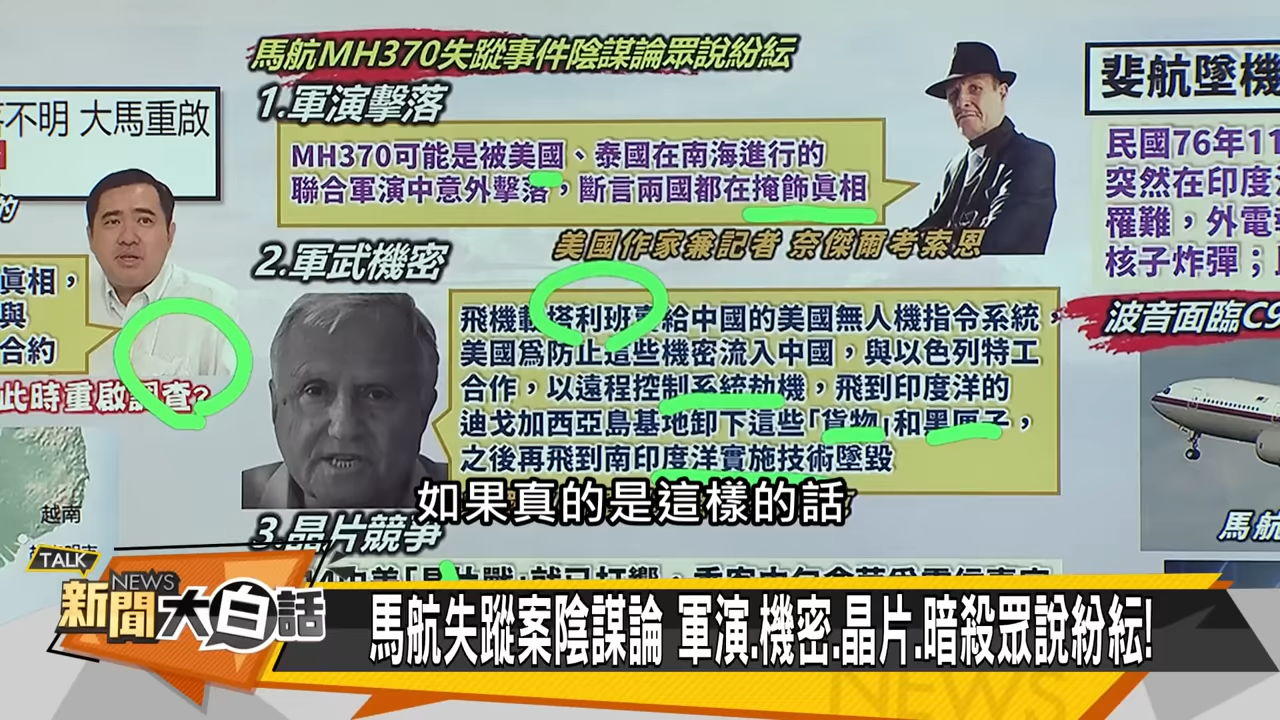 馬航MH370失蹤事件陰謀論眾說紛紜
1.軍演擊落
MH370可能是被美國、泰國在南海進行的
聯合軍演中意外擊落，斷言兩國都在掩飾真相
美國作家兼記者 奈傑爾考索恩
2.軍武機密
飛機載塔利班賣給中國的美國無人機指令系統
美國為防止這些機密流入中國，與以色列特工
合作，以遠程控制系統劫機，飛到印度洋的
迪戈加西亞島基地卸下這些「貨物」和黑匣子，
之後再飛到南印度洋實施技術墜毀
3.晶片競爭
不明 大馬重啟
的
真相，
與
合約
此時重啟調查?
越南
斐航墜機
民國76年11
突然在印度洋
罹難，外電
核子炸彈；
波音面臨C9
馬航
如果真的是這樣的話
TALK
NEWS
新聞大白話
馬航失蹤案陰謀論 軍演.機密.晶片.暗殺眾說紛紜!
NEWS